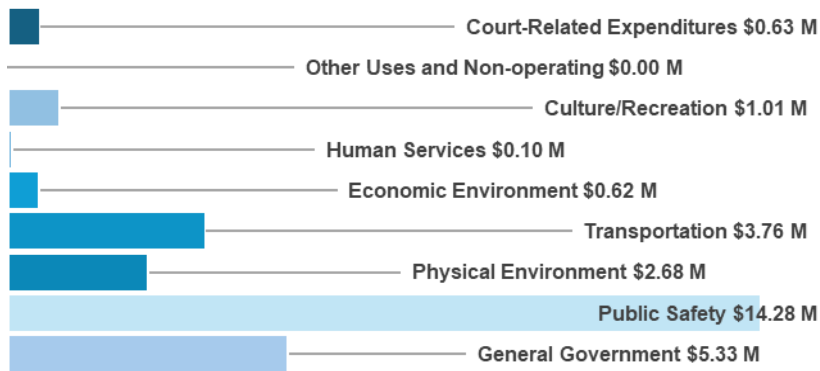 Court-Related Expenditures $0.63 M
Other Uses and Non-operating $0.00 M
Culture/Recreation $1.01 M
Human Services $0.10 M
Economic Environment $0.62 M
Transportation $3.76 M
Physical Environment $2.68 M
Public Safety $14.28 M
General Government $5.33 M